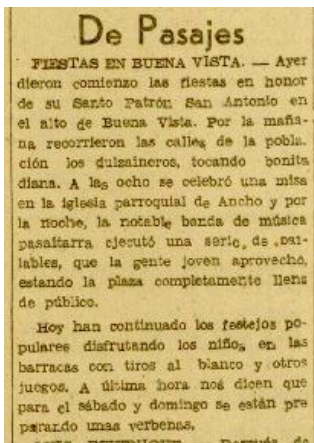 De Pasajes
FIESTAS EN BUENA VISTA. — Ayer
dieron comienzo las fiestas en honor
de su Santo Patrón San Antonio en
el alto de Buena Vista. Por la maña-
na recorrieron las calles de la pobla-
ción los dulzaineros, tocando bonita
diana. A las ocho se celebró una misa
en la iglesia parroquial de Ancho y por
la noche, la notable banda de música
pasaitarra ejecutó una serie de bai-
lables, que la gente joven aprovechó,
estando la plaza completamente llena
de público.
Hoy han continuado los festejos po-
pulares disfrutando los niños en las
barracas con tiros al blanco y otros
juegos. A última hora nos dicen que
para el sábado y domingo se están pre
parando unas verbenas.